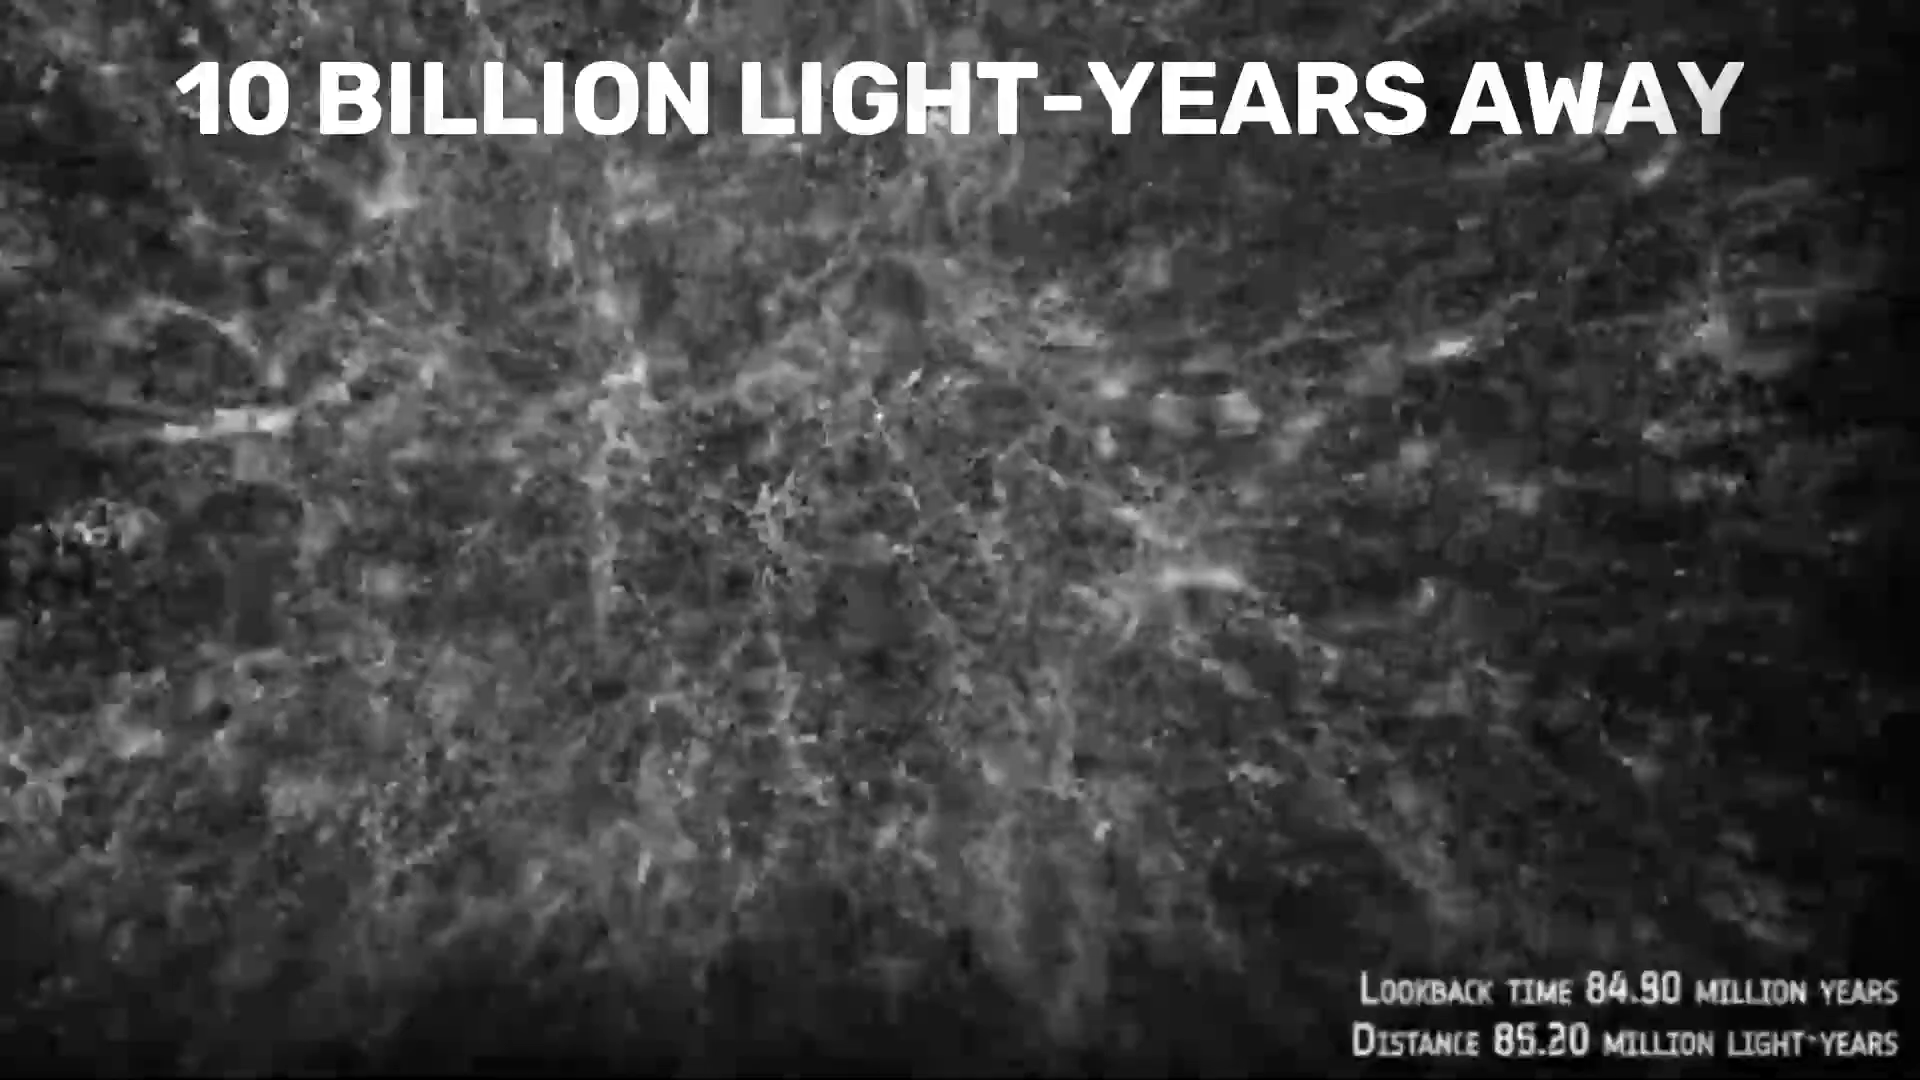 10 BILLION LIGHT-YEARS AWAY
LOOKBACK TIME 84.90 MILLION YEARS
DISTANCE 85.20 MILLION LIGHT-YEARS